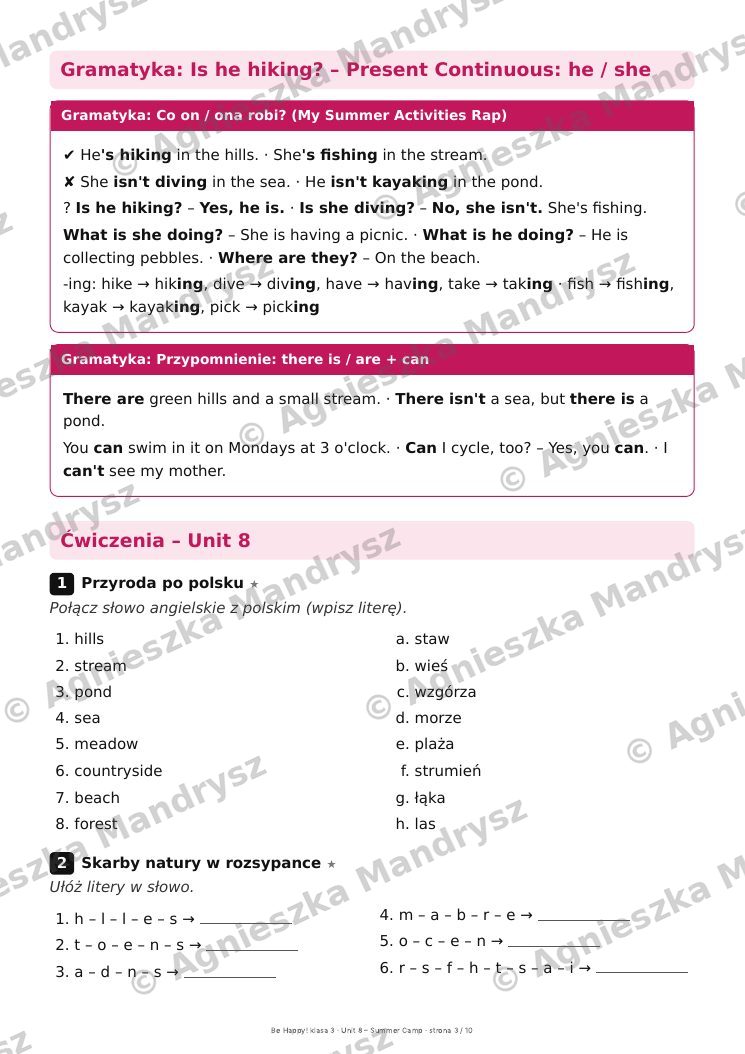 Gramatyka: Is he hiking? – Present Continuous: he / she
Gramatyka: Co on / ona robi? (My Summer Activities Rap)
✔ He's hiking in the hills. · She's fishing in the stream.
✘ She isn't diving in the sea. · He isn't kayaking in the pond.
? Is he hiking? – Yes, he is. · Is she diving? – No, she isn't. She's fishing.
What is she doing? – She is having a picnic. · What is he doing? – He is
collecting pebbles. · Where are they? – On the beach.
-ing: hike → hiking, dive → diving, have → having, take → taking · fish → fishing,
kayak → kayaking, pick → picking
Gramatyka: Przypomnienie: there is / are + can
There are green hills and a small stream. · There isn't a sea, but there is a
pond.
You can swim in it on Mondays at 3 o'clock. · Can I cycle, too? – Yes, you can. · I
can't see my mother.
Ćwiczenia – Unit 8
1 Przyroda po polsku ★
Połącz słowo angielskie z polskim (wpisz literę).
1. hills
2. stream
3. pond
4. sea
5. meadow
6. countryside
7. beach
8. forest
a. staw
b. wieś
c. wzgórza
d. morze
e. plaża
f. strumień
g. łąka
h. las
2 Skarby natury w rozsypance ★
Ułóż litery w słowo.
1. h – l – l – e – s → ____________
2. t – o – e – n – s → ____________
3. a – d – n – s → ____________
4. m – a – b – r – e → ____________
5. o – c – e – n → ____________
6. r – s – f – h – t – s – a – i → ____________
Be Happy! klasa 3 · Unit 8 – Summer Camp · strona 3 / 10
© Agnieszka Mandrysz